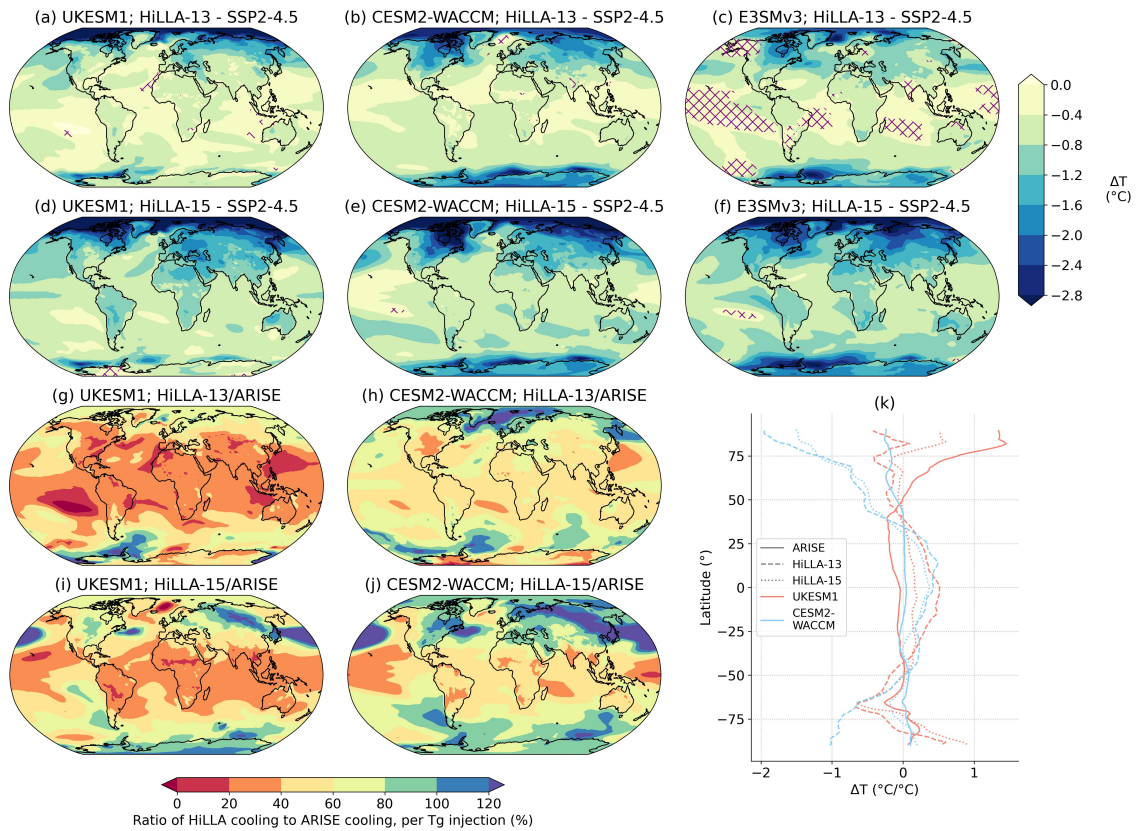 (a) UKESM1; HiLLA-13 - SSP2-4.5
(b) CESM2-WACCM; HiLLA-13 - SSP2-4.5
(c) E3SMv3; HiLLA-13 - SSP2-4.5
0.0
−0.4
−0.8
−1.2
−1.6
−2.0
−2.4
−2.8
ΔT
(°C)
(d) UKESM1; HiLLA-15 - SSP2-4.5
(e) CESM2-WACCM; HiLLA-15 - SSP2-4.5
(f) E3SMv3; HiLLA-15 - SSP2-4.5
(g) UKESM1; HiLLA-13/ARISE
(h) CESM2-WACCM; HiLLA-13/ARISE
(i) UKESM1; HiLLA-15/ARISE
(j) CESM2-WACCM; HiLLA-15/ARISE
0 20 40 60 80 100 120
Ratio of HiLLA cooling to ARISE cooling, per Tg injection (%)
(k)
Latitude (°)
75
50
25
0
−25
−50
−75
ARISE
HiLLA-13
HiLLA-15
UKESM1
CESM2-
WACCM
−2 −1 0 1
ΔT (°C/°C)